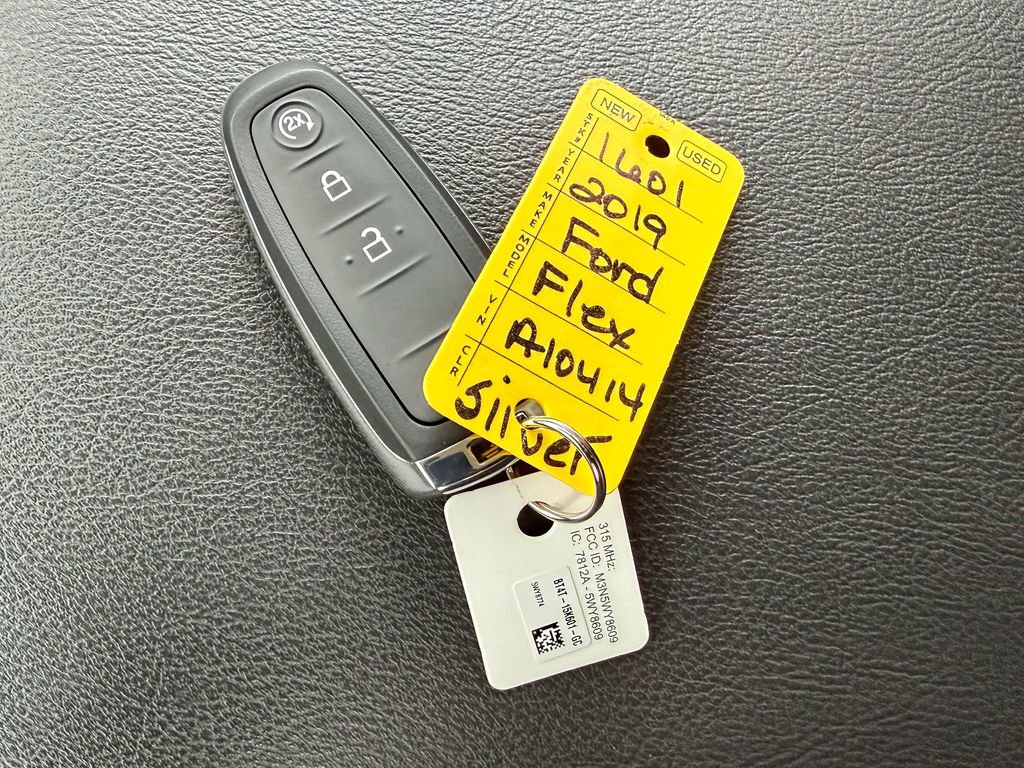 2x
NEW
USED
STK# 1601
YEAR 2019
MAKE Ford
MODEL Flex
VIN A10414
CLR Silver
315 MHz:
FCC ID: M3N5WY8609
IC: 7812A - 5WY8609
BT4T-15K601-GC